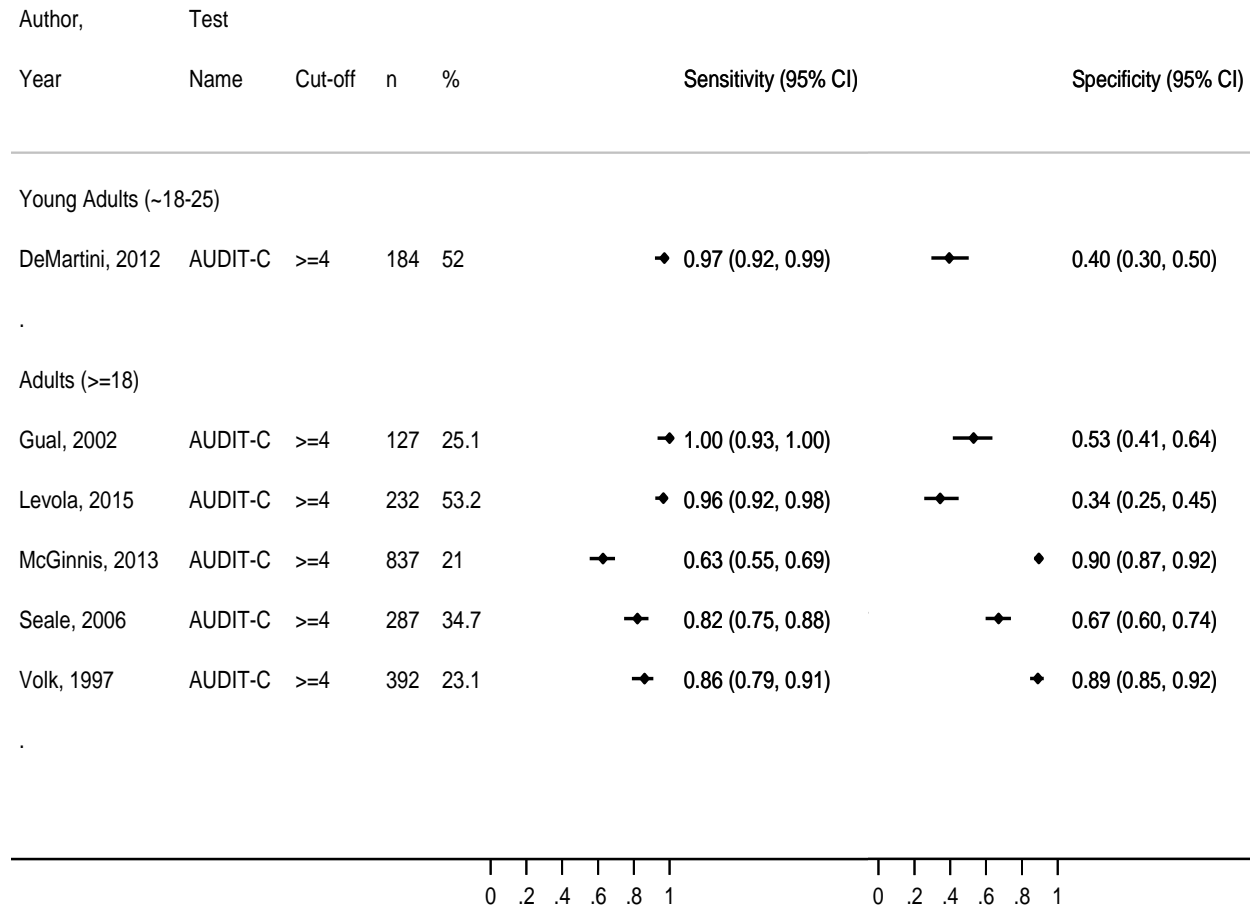 Author, Test
Year Name Cut-off n % Sensitivity (95% CI) Specificity (95% CI)
Young Adults (~18-25)
DeMartini, 2012 AUDIT-C >=4 184 52 0.97 (0.92, 0.99) 0.40 (0.30, 0.50)
.
Adults (>=18)
Gual, 2002 AUDIT-C >=4 127 25.1 1.00 (0.93, 1.00) 0.53 (0.41, 0.64)
Levola, 2015 AUDIT-C >=4 232 53.2 0.96 (0.92, 0.98) 0.34 (0.25, 0.45)
McGinnis, 2013 AUDIT-C >=4 837 21 0.63 (0.55, 0.69) 0.90 (0.87, 0.92)
Seale, 2006 AUDIT-C >=4 287 34.7 0.82 (0.75, 0.88) 0.67 (0.60, 0.74)
Volk, 1997 AUDIT-C >=4 392 23.1 0.86 (0.79, 0.91) 0.89 (0.85, 0.92)
.
0 .2 .4 .6 .8 1 0 .2 .4 .6 .8 1